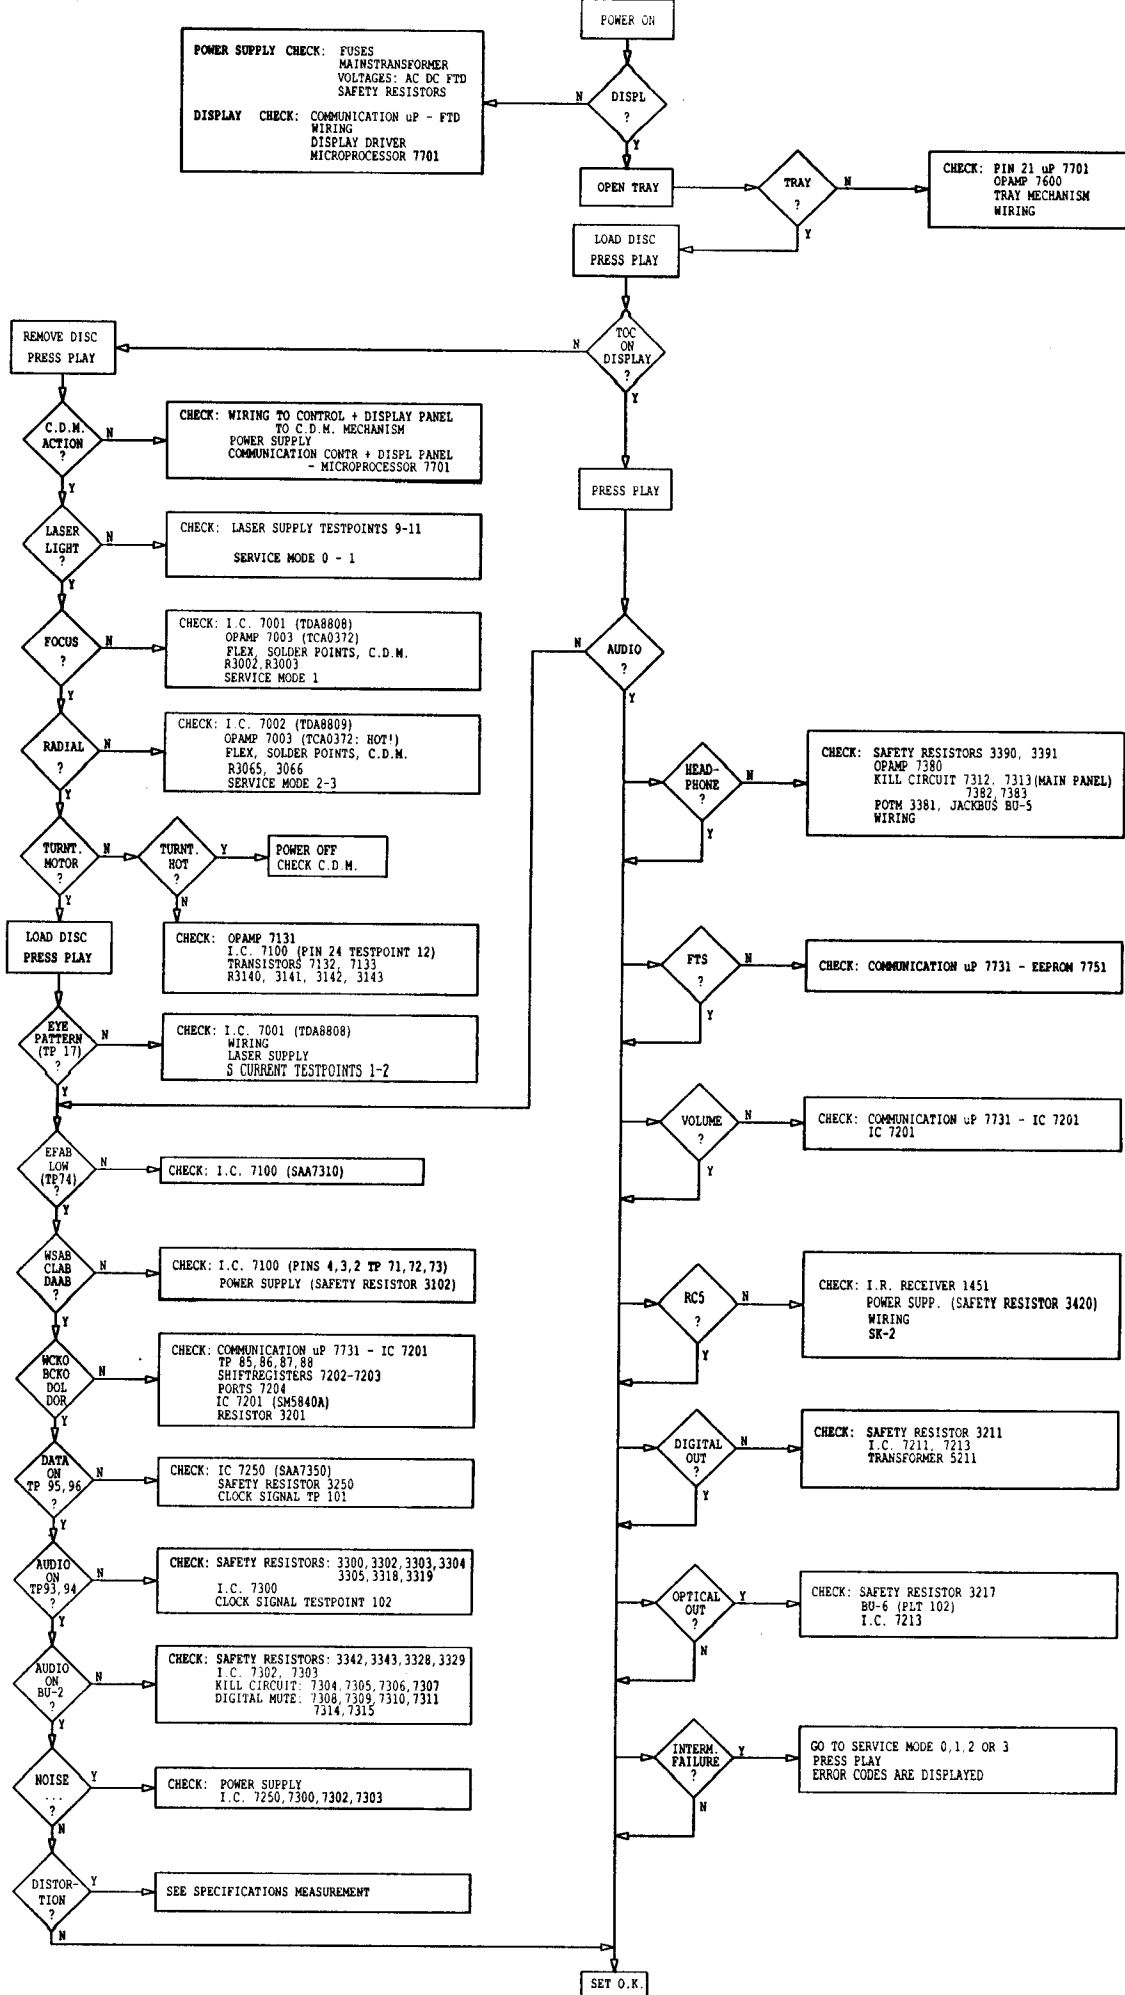 POWER ON
POWER SUPPLY CHECK: FUSES
MAINSTRANSFORMER
VOLTAGES: AC DC FTD
SAFETY RESISTORS
DISPLAY CHECK: COMMUNICATION uP - FTD
WIRING
DISPLAY DRIVER
MICROPROCESSOR 7701
N
DISPL
?
Y
OPEN TRAY
TRAY
?
N
Y
CHECK: PIN 21 uP 7701
OPAMP 7600
TRAY MECHANISM
WIRING
LOAD DISC
PRESS PLAY
TOC
ON
DISPLAY
?
N
Y
REMOVE DISC
PRESS PLAY
C.D.M.
ACTION
?
N
Y
CHECK: WIRING TO CONTROL + DISPLAY PANEL
TO C.D.M. MECHANISM
POWER SUPPLY
COMMUNICATION CONTR + DISPL PANEL
- MICROPROCESSOR 7701
PRESS PLAY
LASER
LIGHT
?
N
Y
CHECK: LASER SUPPLY TESTPOINTS 9-11
SERVICE MODE 0 - 1
FOCUS
?
N
Y
CHECK: I.C. 7001 (TDA8808)
OPAMP 7003 (TCA0372)
FLEX, SOLDER POINTS, C.D.M.
R3002,R3003
SERVICE MODE 1
N
AUDIO
?
Y
RADIAL
?
N
Y
CHECK: I.C. 7002 (TDA8809)
OPAMP 7003 (TCA0372: HOT!)
FLEX, SOLDER POINTS, C.D.M.
R3065, 3066
SERVICE MODE 2-3
HEAD-
PHONE
?
N
Y
CHECK: SAFETY RESISTORS 3390, 3391
OPAMP 7380
KILL CIRCUIT 7312, 7313(MAIN PANEL)
7382,7383
POTM 3381, JACKBUS BU-5
WIRING
TURNT.
MOTOR
?
N
Y
TURNT.
HOT
?
Y
N
POWER OFF
CHECK C.D.M.
LOAD DISC
PRESS PLAY
CHECK: OPAMP 7131
I.C. 7100 (PIN 24 TESTPOINT 12)
TRANSISTORS 7132, 7133
R3140, 3141, 3142, 3143
FTS
?
N
Y
CHECK: COMMUNICATION uP 7731 - EEPROM 7751
EYE
PATTERN
(TP 17)
?
N
Y
CHECK: I.C. 7001 (TDA8808)
WIRING
LASER SUPPLY
S CURRENT TESTPOINTS 1-2
VOLUME
?
N
Y
CHECK: COMMUNICATION uP 7731 - IC 7201
IC 7201
EFAB
LOW
(TP74)
?
N
Y
CHECK: I.C. 7100 (SAA7310)
WSAB
CLAB
DAAB
?
N
Y
CHECK: I.C. 7100 (PINS 4,3,2 TP 71,72,73)
POWER SUPPLY (SAFETY RESISTOR 3102)
RC5
?
N
Y
CHECK: I.R. RECEIVER 1451
POWER SUPP. (SAFETY RESISTOR 3420)
WIRING
SK-2
WCKO
BCKO
DOL
DOR
N
Y
CHECK: COMMUNICATION uP 7731 - IC 7201
TP 85,86,87,88
SHIFTREGISTERS 7202-7203
PORTS 7204
IC 7201 (SM5840A)
RESISTOR 3201
DIGITAL
OUT
?
N
Y
CHECK: SAFETY RESISTOR 3211
I.C. 7211, 7213
TRANSFORMER 5211
DATA
ON
TP 95,96
?
N
Y
CHECK: IC 7250 (SAA7350)
SAFETY RESISTOR 3250
CLOCK SIGNAL TP 101
AUDIO
ON
TP93,94
?
N
Y
CHECK: SAFETY RESISTORS: 3300,3302,3303,3304
3305,3318,3319
I.C. 7300
CLOCK SIGNAL TESTPOINT 102
OPTICAL
OUT
?
Y
N
CHECK: SAFETY RESISTOR 3217
BU-6 (PLT 102)
I.C. 7213
AUDIO
ON
BU-2
?
N
Y
CHECK: SAFETY RESISTORS: 3342,3343,3328,3329
I.C. 7302, 7303
KILL CIRCUIT: 7304,7305,7306,7307
DIGITAL MUTE: 7308,7309,7310,7311
7314,7315
INTERM.
FAILURE
?
Y
N
GO TO SERVICE MODE 0,1,2 OR 3
PRESS PLAY
ERROR CODES ARE DISPLAYED
NOISE
...
?
Y
N
CHECK: POWER SUPPLY
I.C. 7250,7300,7302,7303
DISTOR-
TION
?
Y
N
SEE SPECIFICATIONS MEASUREMENT
SET O.K.